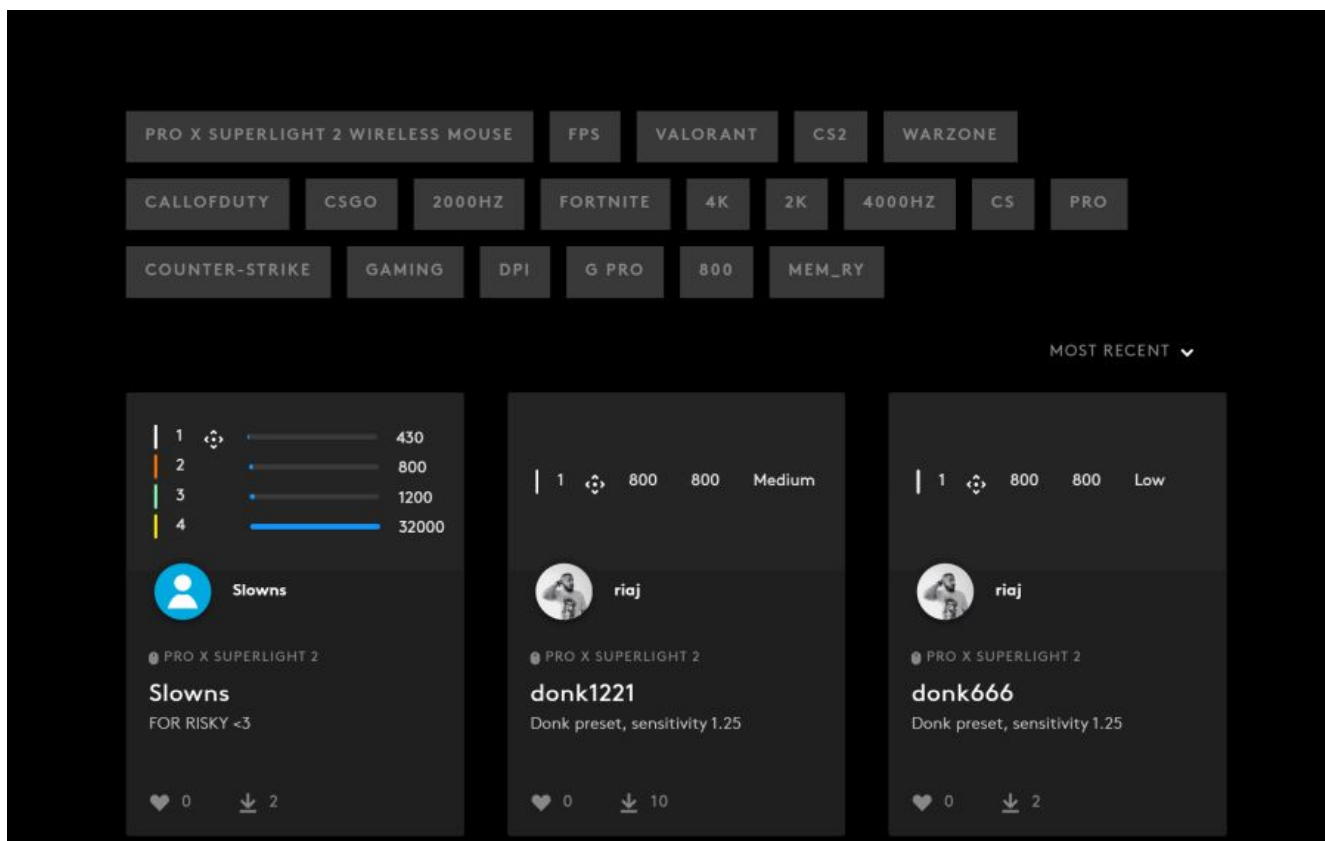 PRO X SUPERLIGHT 2 WIRELESS MOUSE FPS VALORANT CS2 WARZONE
CALLOFDUTY CSGO 2000HZ FORTNITE 4K 2K 4000HZ CS PRO
COUNTER-STRIKE GAMING DPI G PRO 800 MEM_RY
MOST RECENT
1 430
2 800
3 1200
4 32000
Slowns
PRO X SUPERLIGHT 2
Slowns
FOR RISKY <3
0 2
1 800 800 Medium
riaj
PRO X SUPERLIGHT 2
donk1221
Donk preset, sensitivity 1.25
0 10
1 800 800 Low
riaj
PRO X SUPERLIGHT 2
donk666
Donk preset, sensitivity 1.25
0 2